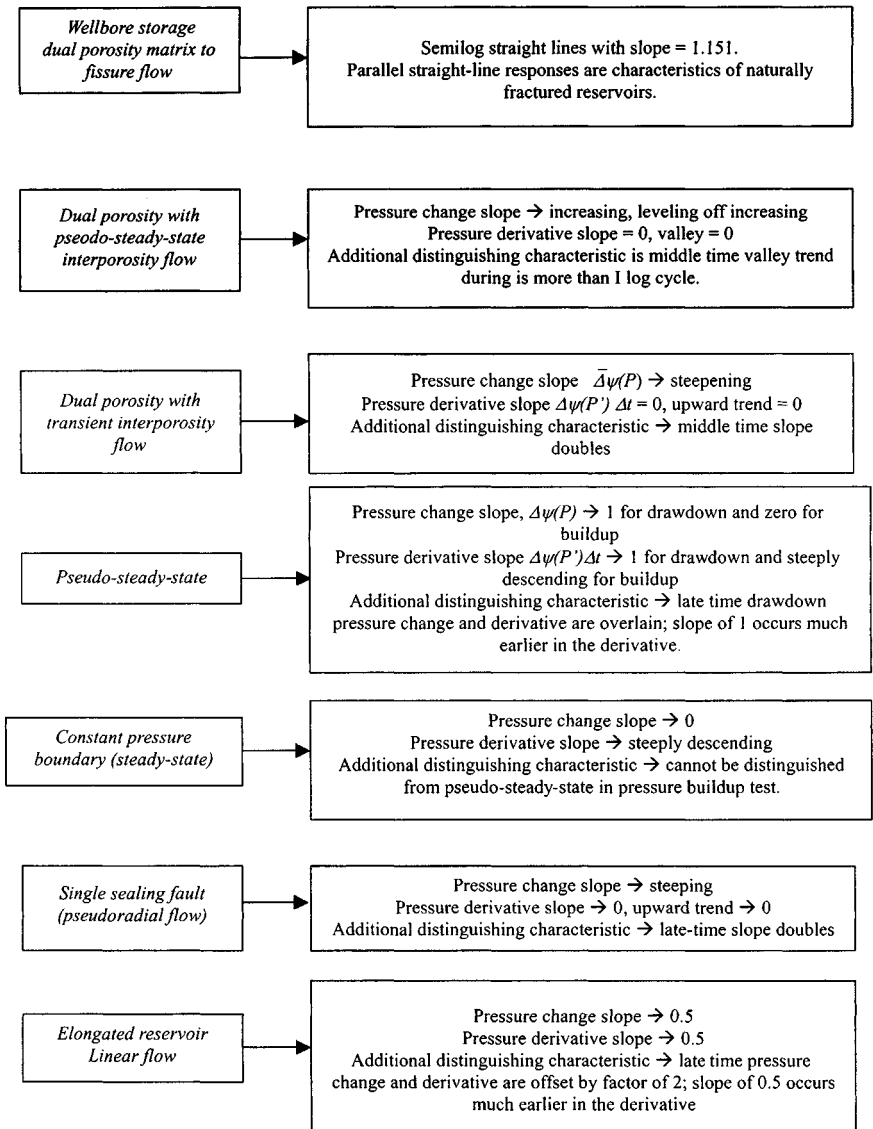 Wellbore storage
dual porosity matrix to
fissure flow
Semilog straight lines with slope = 1.151.
Parallel straight-line responses are characteristics of naturally
fractured reservoirs.
Dual porosity with
pseodo-steady-state
interporosity flow
Pressure change slope → increasing, leveling off increasing
Pressure derivative slope = 0, valley = 0
Additional distinguishing characteristic is middle time valley trend
during is more than I log cycle.
Dual porosity with
transient interporosity
flow
Pressure change slope Δ̄ψ(P) → steepening
Pressure derivative slope Δψ(P') Δt = 0, upward trend = 0
Additional distinguishing characteristic → middle time slope
doubles
Pseudo-steady-state
Pressure change slope, Δψ(P) → 1 for drawdown and zero for
buildup
Pressure derivative slope Δψ(P')Δt → 1 for drawdown and steeply
descending for buildup
Additional distinguishing characteristic → late time drawdown
pressure change and derivative are overlain; slope of 1 occurs much
earlier in the derivative.
Constant pressure
boundary (steady-state)
Pressure change slope → 0
Pressure derivative slope → steeply descending
Additional distinguishing characteristic → cannot be distinguished
from pseudo-steady-state in pressure buildup test.
Single sealing fault
(pseudoradial flow)
Pressure change slope → steeping
Pressure derivative slope → 0, upward trend → 0
Additional distinguishing characteristic → late-time slope doubles
Elongated reservoir
Linear flow
Pressure change slope → 0.5
Pressure derivative slope → 0.5
Additional distinguishing characteristic → late time pressure
change and derivative are offset by factor of 2; slope of 0.5 occurs
much earlier in the derivative